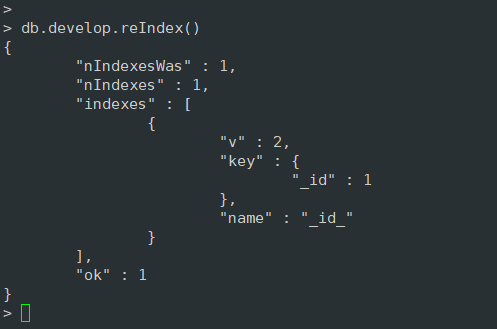 >
> db.develop.reIndex()
{
        "nIndexesWas" : 1,
        "nIndexes" : 1,
        "indexes" : [
                {
                        "v" : 2,
                        "key" : {
                                "_id" : 1
                        },
                        "name" : "_id_"
                }
        ],
        "ok" : 1
}
>